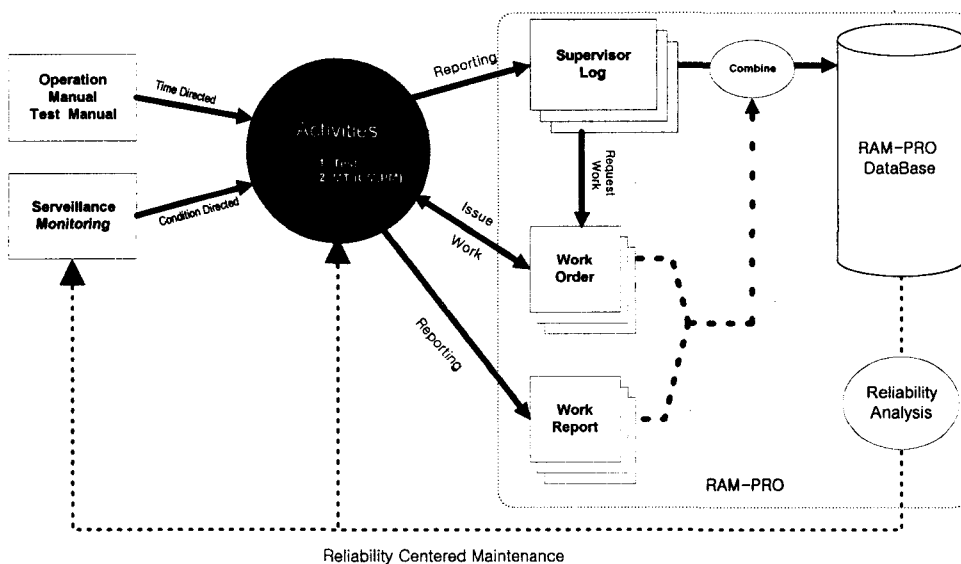 Operation
Manual
Test Manual
Time Directed
Serveillance
Monitoring
Condition Directed
Activities
1. Test
Reporting
Supervisor
Log
Combine
RAM-PRO
DataBase
Request
Work
Issue
Work
Work
Order
Reporting
Work
Report
Reliability
Analysis
RAM-PRO
Reliability Centered Maintenance